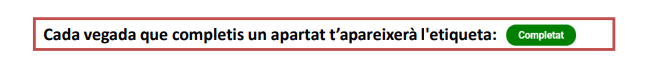 Cada vegada que completis un apartat t’apareixerà l'etiqueta: Completat